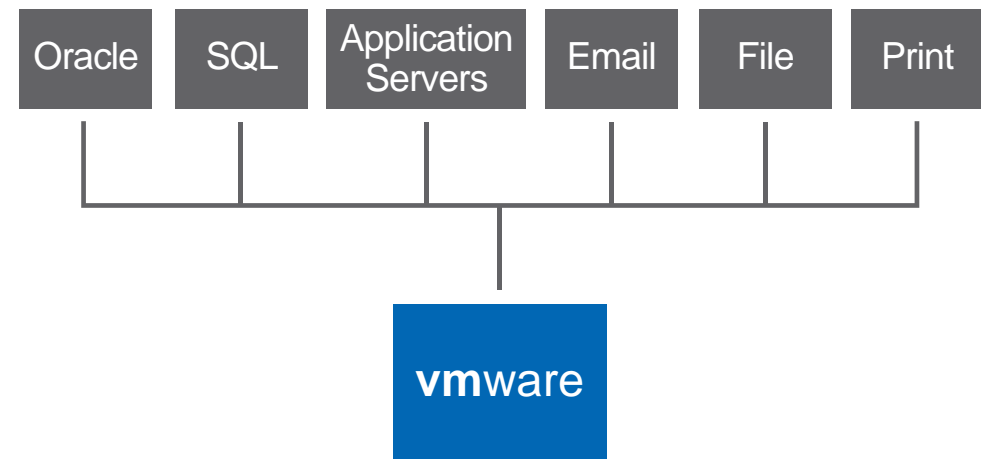 Oracle
SQL
Application
Servers
Email
File
Print
vmware